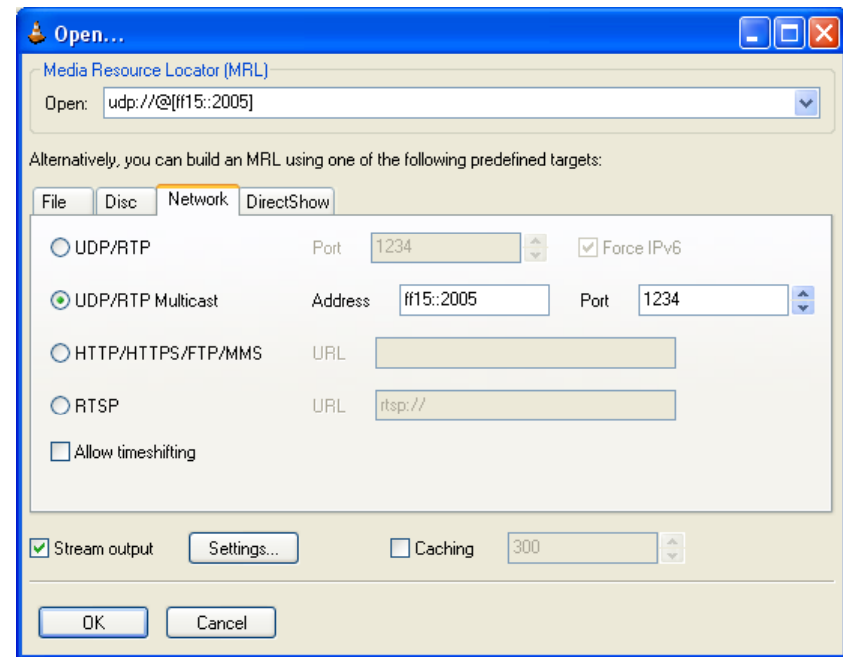 Open...
Media Resource Locator (MRL)
Open: udp://@[ff15::2005]
Alternatively, you can build an MRL using one of the following predefined targets:
File Disc Network DirectShow
UDP/RTP Port 1234 Force IPv6
UDP/RTP Multicast Address ff15::2005 Port 1234
HTTP/HTTPS/FTP/MMS URL
RTSP URL rtsp://
Allow timeshifting
Stream output Settings... Caching 300
OK Cancel